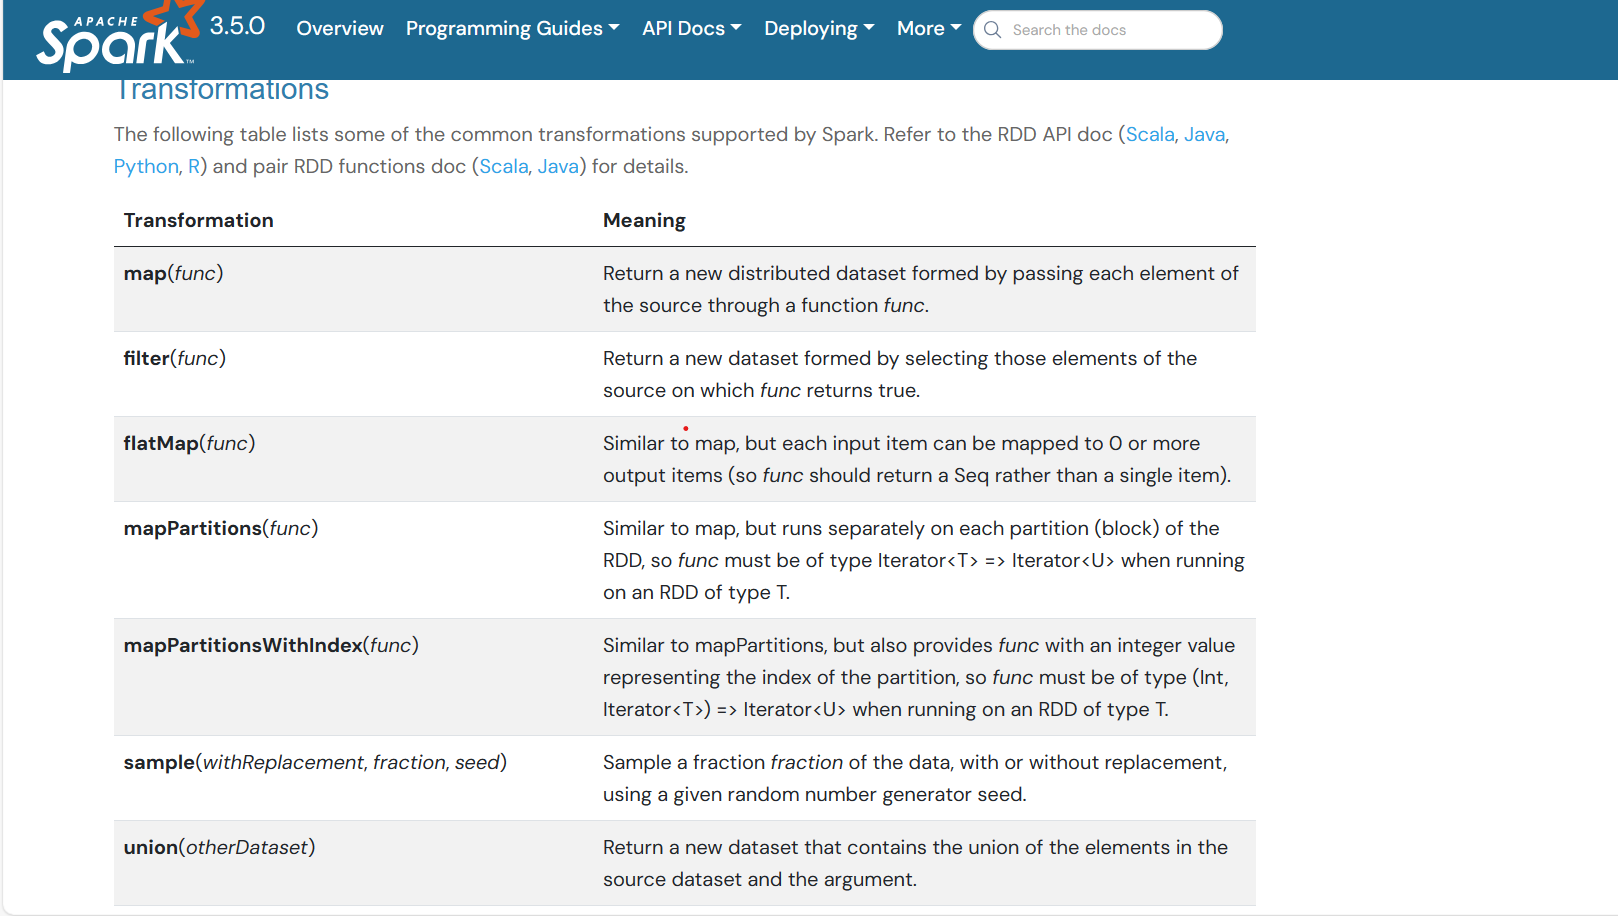 APACHE
Spark™ 3.5.0 Overview Programming Guides API Docs Deploying More Search the docs
Transformations
The following table lists some of the common transformations supported by Spark. Refer to the RDD API doc (Scala, Java,
Python, R) and pair RDD functions doc (Scala, Java) for details.
Transformation Meaning
map(func) Return a new distributed dataset formed by passing each element of
the source through a function func.
filter(func) Return a new dataset formed by selecting those elements of the
source on which func returns true.
flatMap(func) Similar to map, but each input item can be mapped to 0 or more
output items (so func should return a Seq rather than a single item).
mapPartitions(func) Similar to map, but runs separately on each partition (block) of the
RDD, so func must be of type Iterator<T> => Iterator<U> when running
on an RDD of type T.
mapPartitionsWithIndex(func) Similar to mapPartitions, but also provides func with an integer value
representing the index of the partition, so func must be of type (Int,
Iterator<T>) => Iterator<U> when running on an RDD of type T.
sample(withReplacement, fraction, seed) Sample a fraction fraction of the data, with or without replacement,
using a given random number generator seed.
union(otherDataset) Return a new dataset that contains the union of the elements in the
source dataset and the argument.